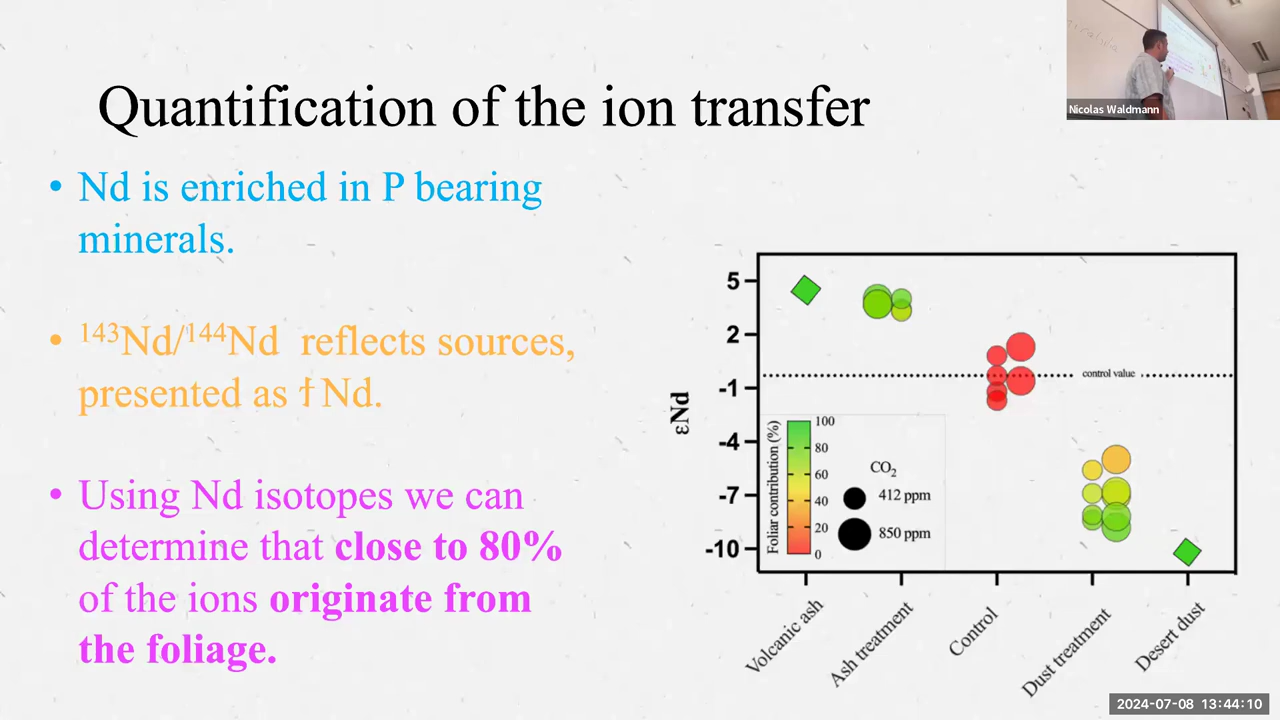 Nicolas Waldmann
Quantification of the ion transfer
• Nd is enriched in P bearing
minerals.
• ¹⁴³Nd/¹⁴⁴Nd reflects sources,
presented as Nd.
• Using Nd isotopes we can
determine that close to 80%
of the ions originate from
the foliage.
εNd
5
2
-1
-4
-7
-10
control value
Foliar contribution (%)
100
80
60
40
20
0
CO₂
412 ppm
850 ppm
Volcanic ash
Ash treatment
Control
Dust treatment
Desert dust
2024-07-08 13:44:10